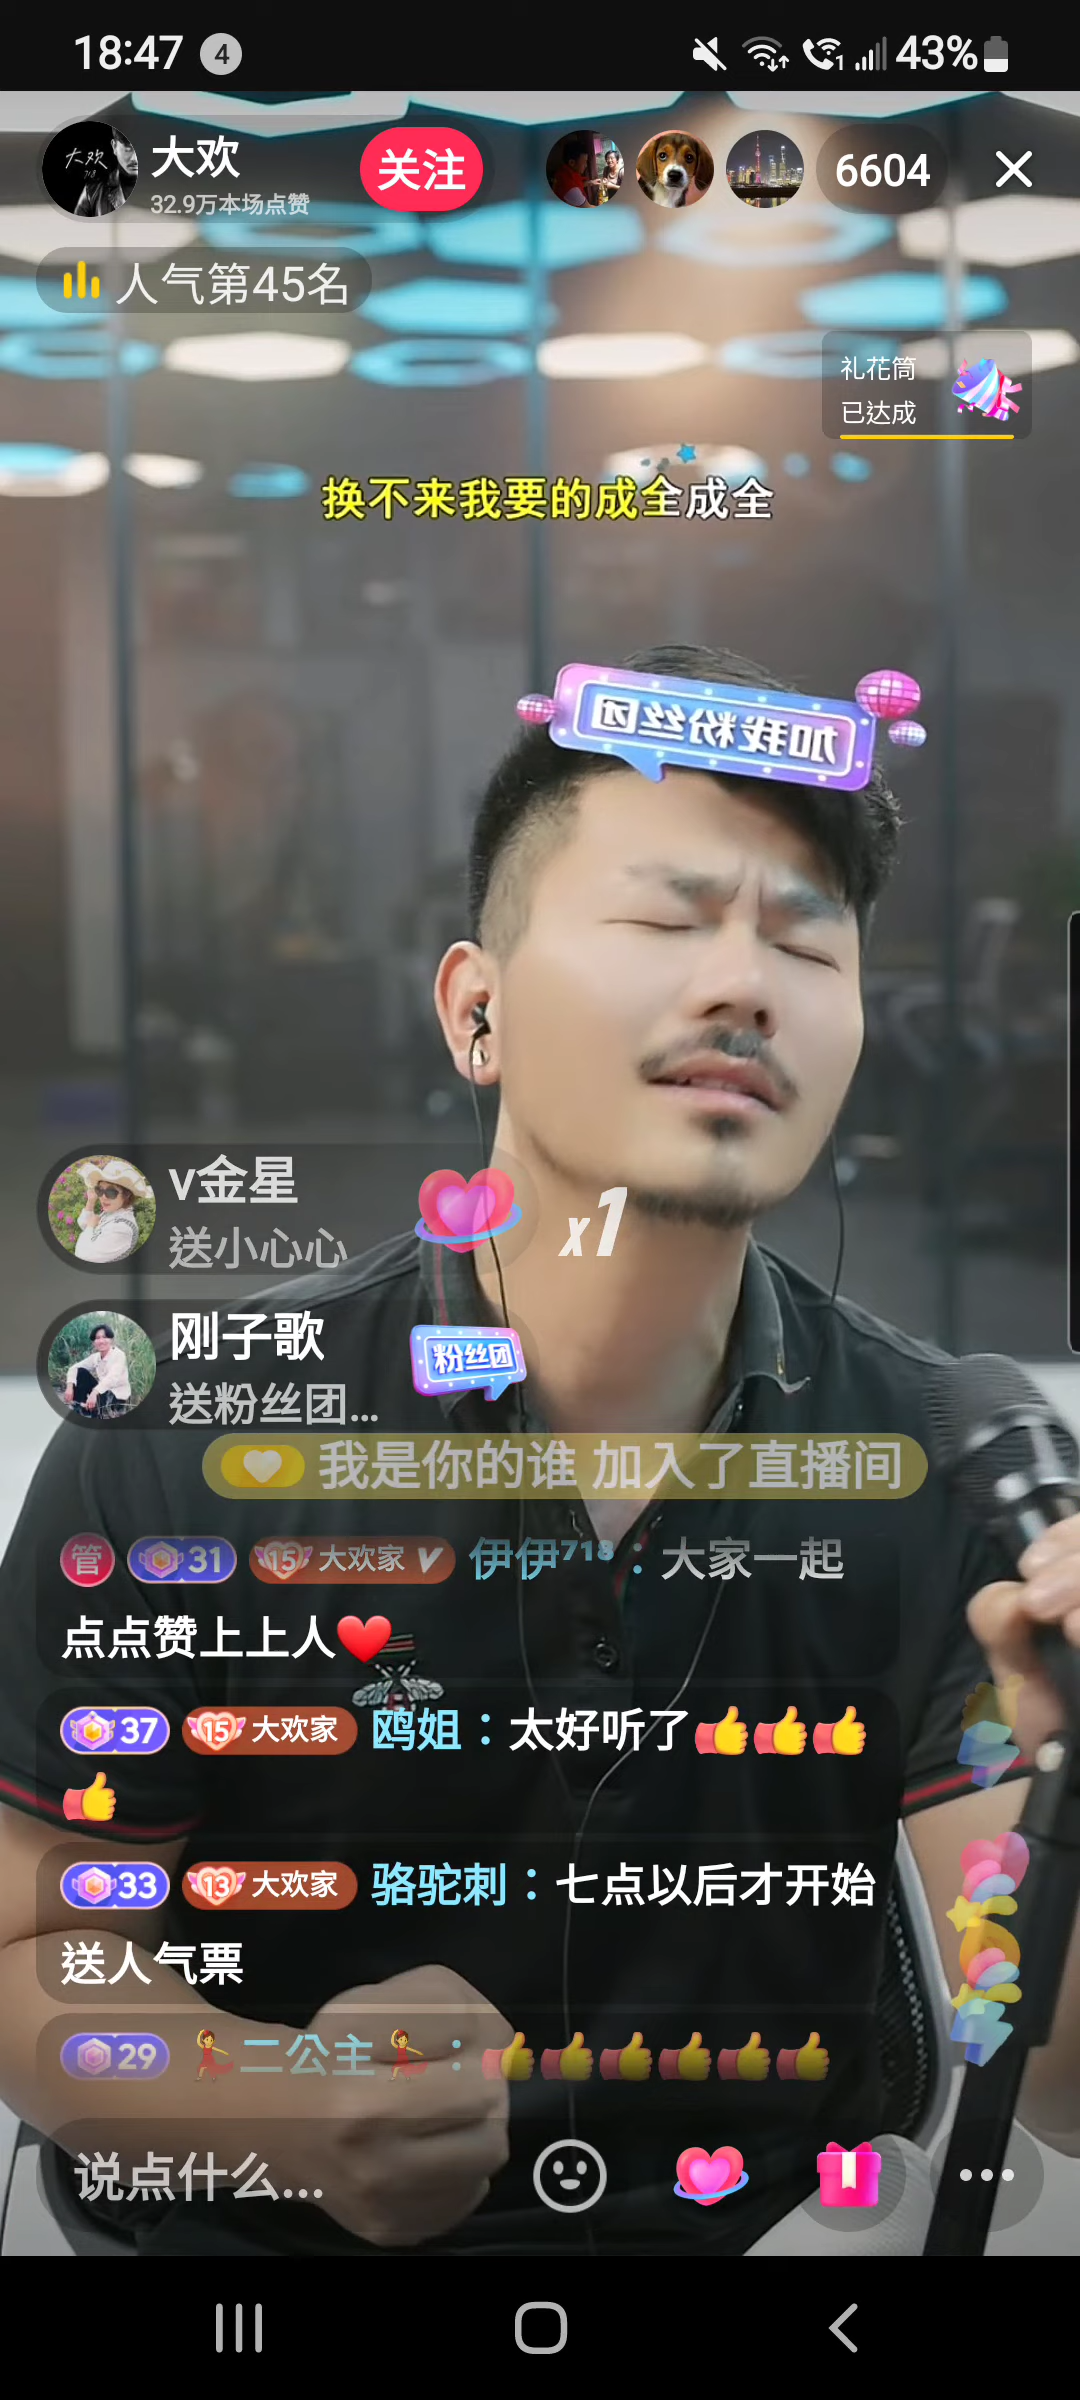 18:47 4 1 43%
大欢
32.9万本场点赞
关注
6604
人气第45名
礼花筒
已达成
换不来我要的成全成全
加我粉丝团
v金星
送小心心
x1
刚子歌
送粉丝团...
粉丝团
我是你的谁 加入了直播间
管 31 15 大欢家 V 伊伊⁷¹⁸：大家一起
点点赞上上人❤️
37 15 大欢家 鸥姐：太好听了👍👍👍
👍
33 13 大欢家 骆驼刺：七点以后才开始
送人气票
29 💃二公主💃：👍👍👍👍👍👍
说点什么...